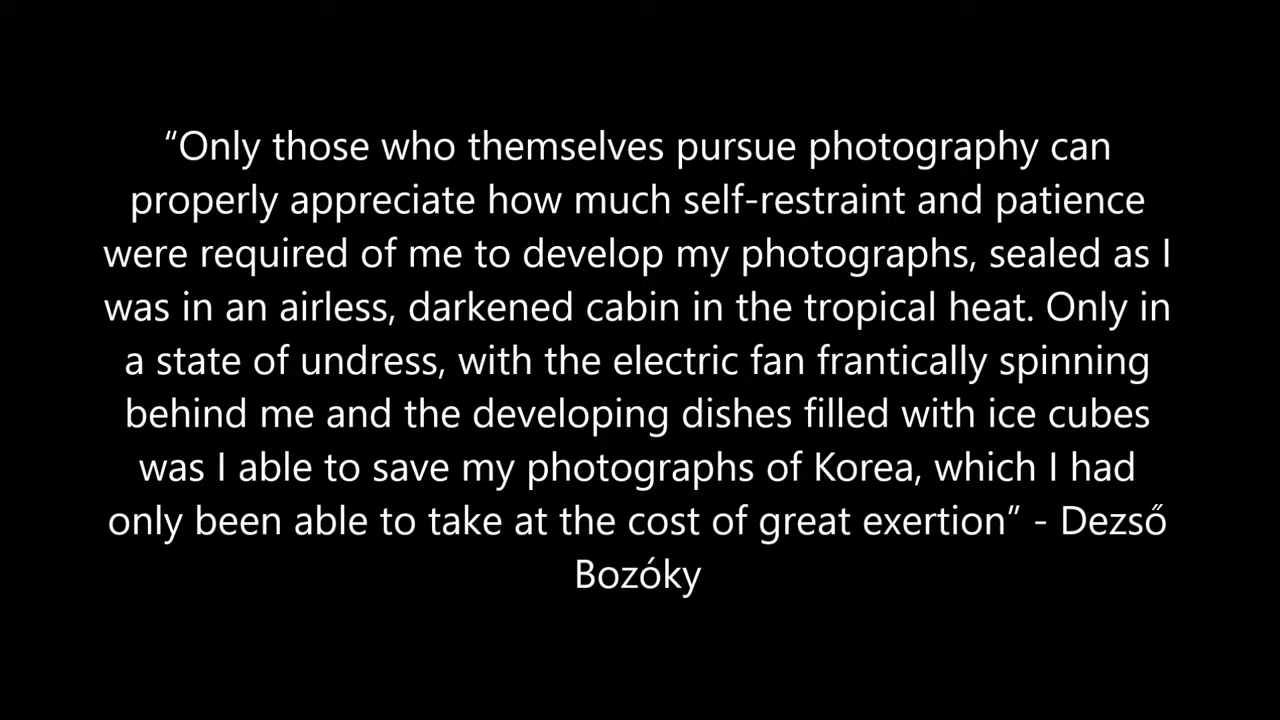 “Only those who themselves pursue photography can
properly appreciate how much self-restraint and patience
were required of me to develop my photographs, sealed as I
was in an airless, darkened cabin in the tropical heat. Only in
a state of undress, with the electric fan frantically spinning
behind me and the developing dishes filled with ice cubes
was I able to save my photographs of Korea, which I had
only been able to take at the cost of great exertion” - Dezső
Bozóky